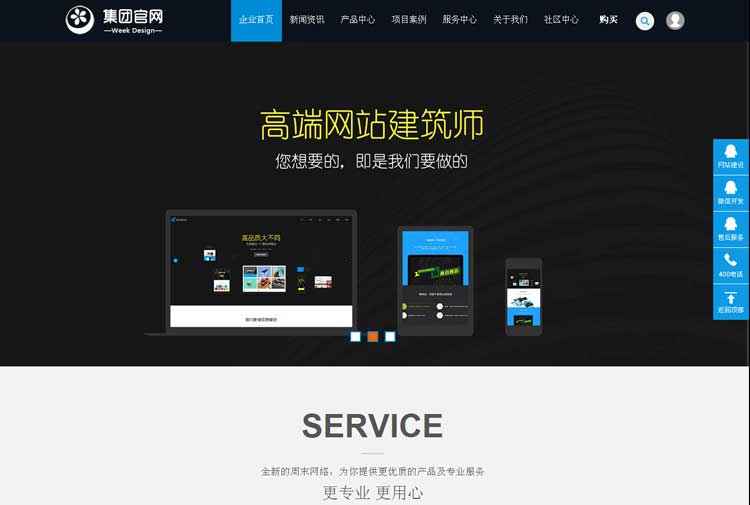 集团官网
—Week Design—
企业首页 新闻资讯 产品中心 项目案例 服务中心 关于我们 社区中心 购买
高端网站建筑师
您想要的，即是我们要做的
网站建设
微信开发
售后服务
400电话
返回顶部
高品质大不同
SERVICE
全新的周末网络，为你提供更优质的产品及专业服务
更专业 更用心